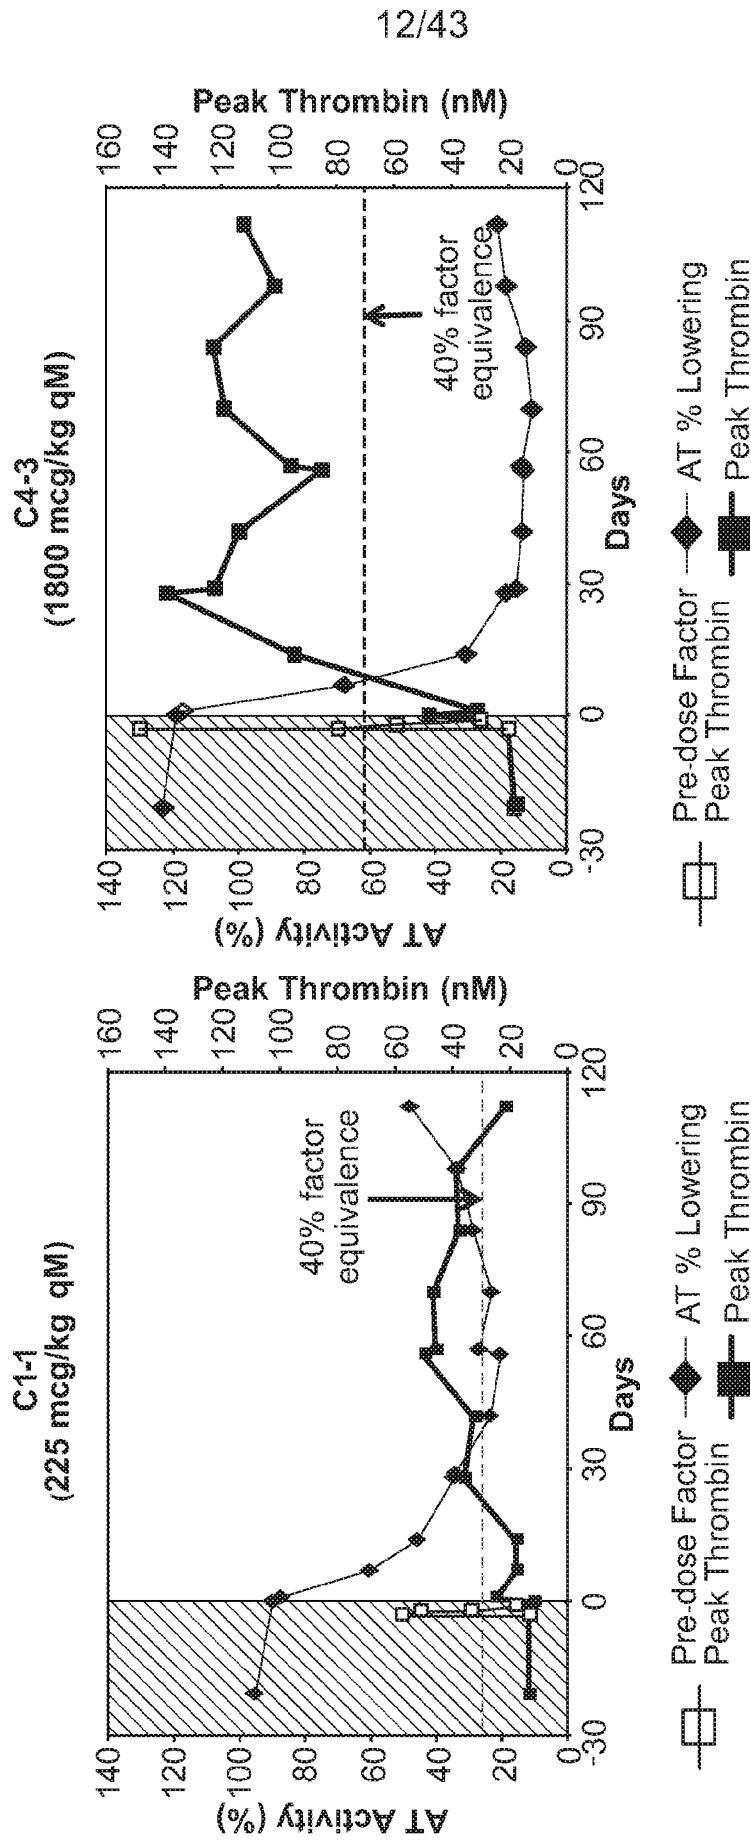 12/43
C1-1
(225 mcg/kg qM)
AT Activity (%)
140
120
100
80
60
40
20
0
Peak Thrombin (nM)
160
140
120
100
80
60
40
20
0
40% factor
equivalence
-30
0
30
60
90
120
Days
Pre-dose Factor
Peak Thrombin
AT % Lowering
Peak Thrombin
C4-3
(1800 mcg/kg qM)
AT Activity (%)
140
120
100
80
60
40
20
0
Peak Thrombin (nM)
160
140
120
100
80
60
40
20
0
40% factor
equivalence
-30
0
30
60
90
120
Days
Pre-dose Factor
Peak Thrombin
AT % Lowering
Peak Thrombin